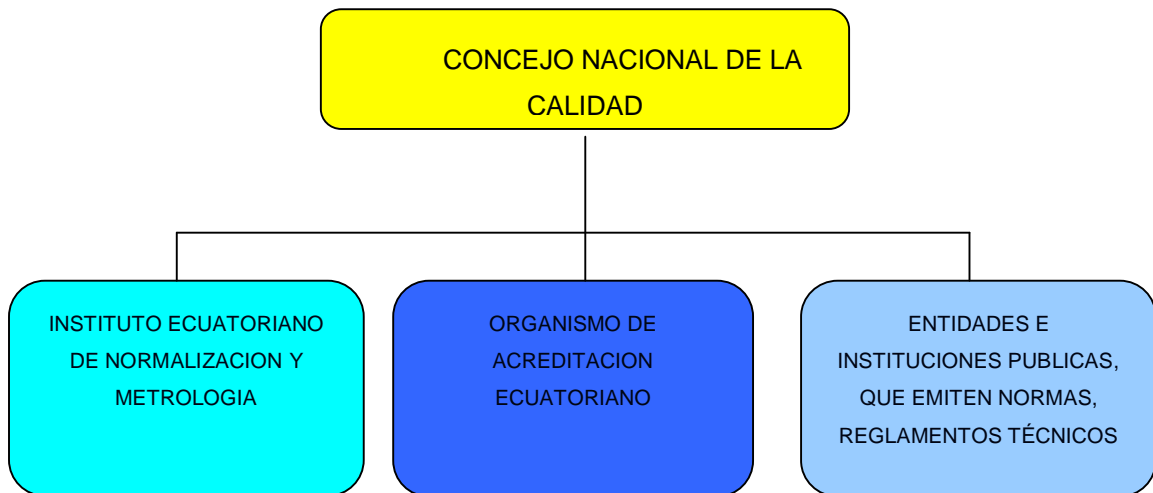 CONCEJO NACIONAL DE LA
CALIDAD
INSTITUTO ECUATORIANO
DE NORMALIZACION Y
METROLOGIA
ORGANISMO DE
ACREDITACION
ECUATORIANO
ENTIDADES E
INSTITUCIONES PUBLICAS,
QUE EMITEN NORMAS,
REGLAMENTOS TÉCNICOS